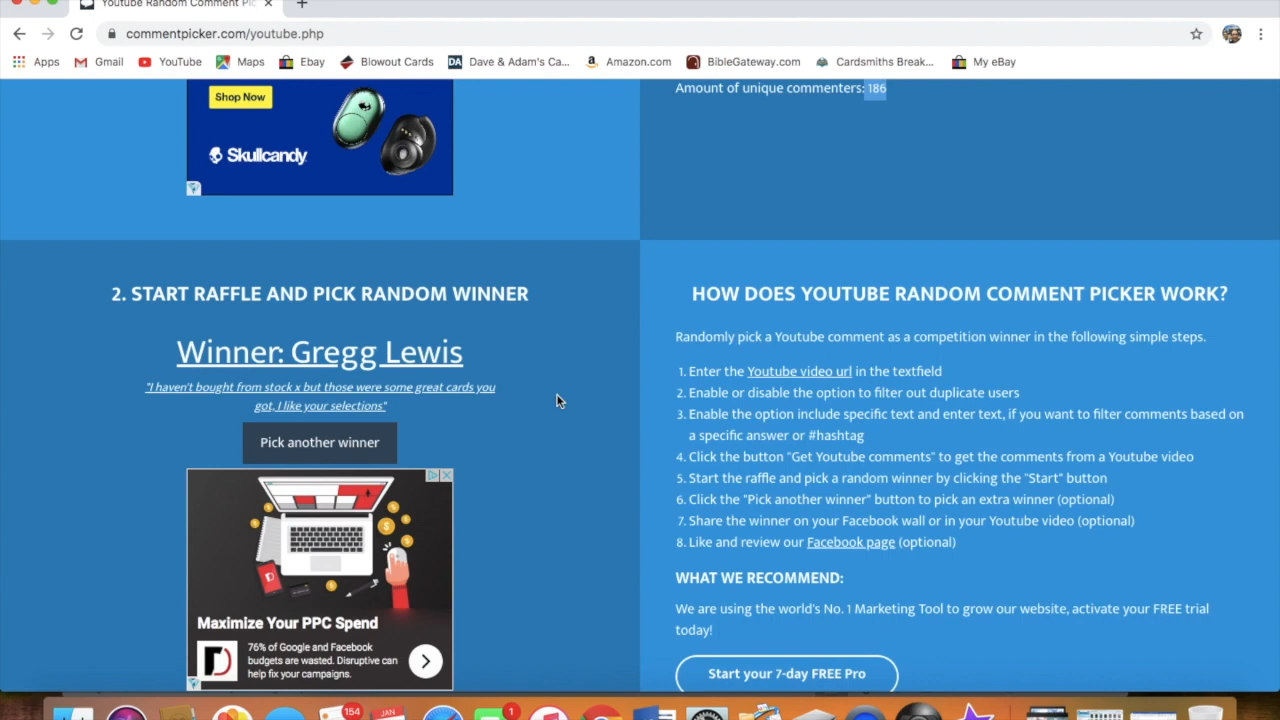 Youtube Random Comment Pic
commentpicker.com/youtube.php
Apps Gmail YouTube Maps Ebay Blowout Cards DA Dave & Adam's Ca... Amazon.com BibleGateway.com Cardsmiths Break... My eBay
Shop Now
Skullcandy
Amount of unique commenters: 186
2. START RAFFLE AND PICK RANDOM WINNER
Winner: Gregg Lewis
"I haven't bought from stock x but those were some great cards you
got, I like your selections"
Pick another winner
Maximize Your PPC Spend
76% of Google and Facebook
budgets are wasted. Disruptive can
help fix your campaigns.
HOW DOES YOUTUBE RANDOM COMMENT PICKER WORK?
Randomly pick a Youtube comment as a competition winner in the following simple steps.
1. Enter the Youtube video url in the textfield
2. Enable or disable the option to filter out duplicate users
3. Enable the option include specific text and enter text, if you want to filter comments based on
a specific answer or #hashtag
4. Click the button "Get Youtube comments" to get the comments from a Youtube video
5. Start the raffle and pick a random winner by clicking the "Start" button
6. Click the "Pick another winner" button to pick an extra winner (optional)
7. Share the winner on your Facebook wall or in your Youtube video (optional)
8. Like and review our Facebook page (optional)
WHAT WE RECOMMEND:
We are using the world's No. 1 Marketing Tool to grow our website, activate your FREE trial
today!
Start your 7-day FREE Pro
154
JAN
1